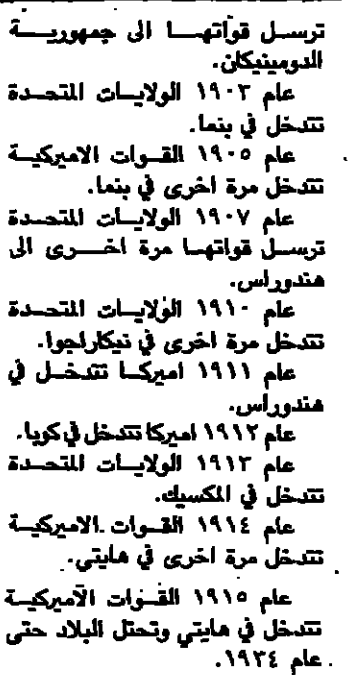 ترسل قواتها الى جمهورية
الدومينيكان.
عام ١٩٠٣ الولايات المتحدة
تتدخل في بنما.
عام ١٩٠٥ القوات الاميركية
تتدخل مرة اخرى في بنما.
عام ١٩٠٧ الولايات المتحدة
ترسل قواتها مرة اخرى الى
هندوراس.
عام ١٩١٠ الولايات المتحدة
تتدخل مرة اخرى في نيكاراجوا.
عام ١٩١١ اميركا تتدخل في
هندوراس.
عام ١٩١٢ اميركا تتدخل في كوبا.
عام ١٩١٣ الولايات المتحدة
تتدخل في المكسيك.
عام ١٩١٤ القوات الاميركية
تتدخل مرة اخرى في هايتي.
عام ١٩١٥ القوات الأميركية
تتدخل في هايتي وتحتل البلاد حتى
عام ١٩٣٤.